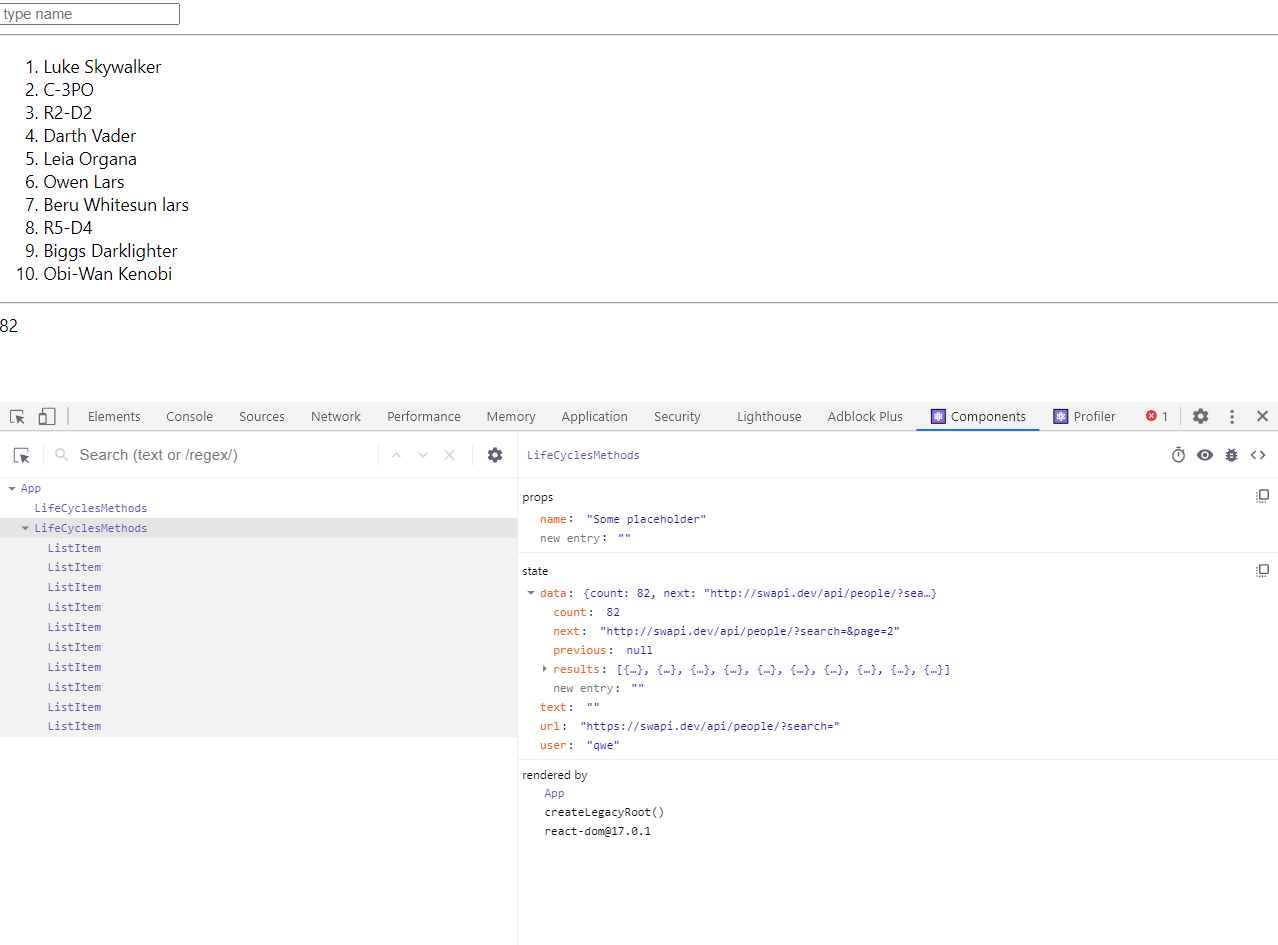 type name
1. Luke Skywalker
2. C-3PO
3. R2-D2
4. Darth Vader
5. Leia Organa
6. Owen Lars
7. Beru Whitesun lars
8. R5-D4
9. Biggs Darklighter
10. Obi-Wan Kenobi
82
Elements Console Sources Network Performance Memory Application Security Lighthouse Adblock Plus Components Profiler 1
Search (text or /regex/)
App
LifeCyclesMethods
LifeCyclesMethods
ListItem
ListItem
ListItem
ListItem
ListItem
ListItem
ListItem
ListItem
ListItem
ListItem
LifeCyclesMethods
props
name: "Some placeholder"
new entry: ""
state
data: {count: 82, next: "http://swapi.dev/api/people/?sea…}
count: 82
next: "http://swapi.dev/api/people/?search=&page=2"
previous: null
results: [{…}, {…}, {…}, {…}, {…}, {…}, {…}, {…}, {…}, {…}]
new entry: ""
text: ""
url: "https://swapi.dev/api/people/?search="
user: "qwe"
rendered by
App
createLegacyRoot()
react-dom@17.0.1